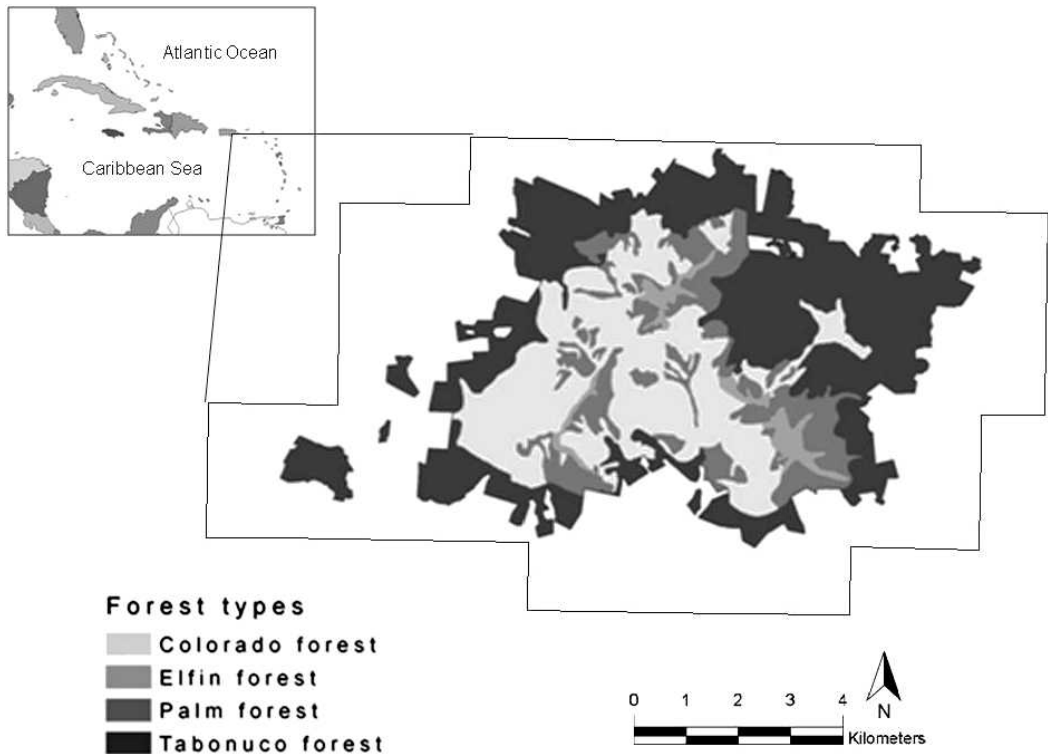 Atlantic Ocean
Caribbean Sea
Forest types
Colorado forest
Elfin forest
Palm forest
Tabonuco forest
0 1 2 3 4
Kilometers
N